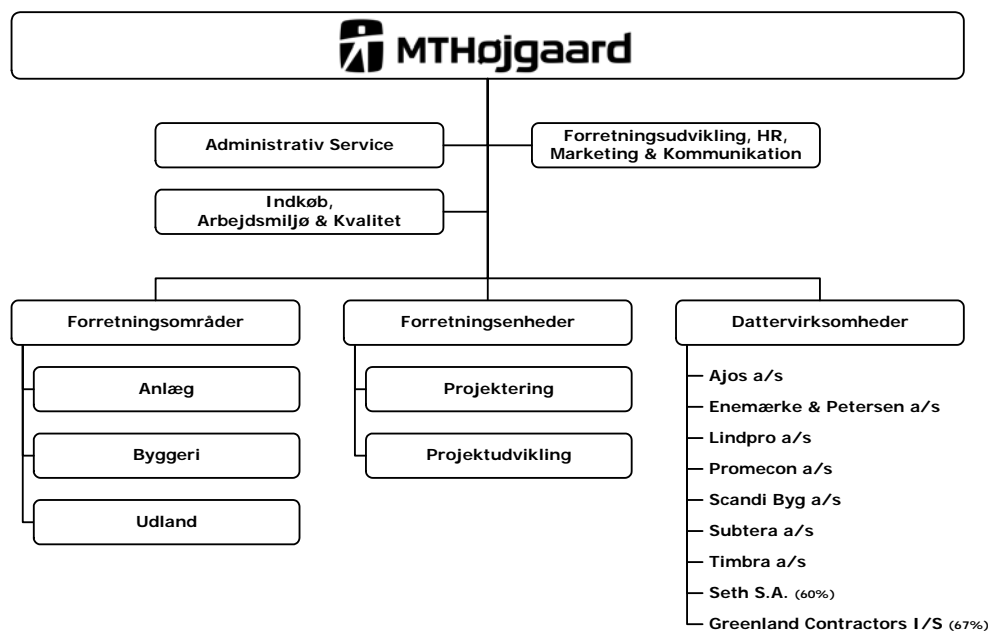 MTHøjgaard
Administrativ Service
Forretningsudvikling, HR,
Marketing & Kommunikation
Indkøb,
Arbejdsmiljø & Kvalitet
Forretningsområder
Anlæg
Byggeri
Udland
Forretningsenheder
Projektering
Projektudvikling
Dattervirksomheder
Ajos a/s
Enemærke & Petersen a/s
Lindpro a/s
Promecon a/s
Scandi Byg a/s
Subtera a/s
Timbra a/s
Seth S.A. (60%)
Greenland Contractors I/S (67%)